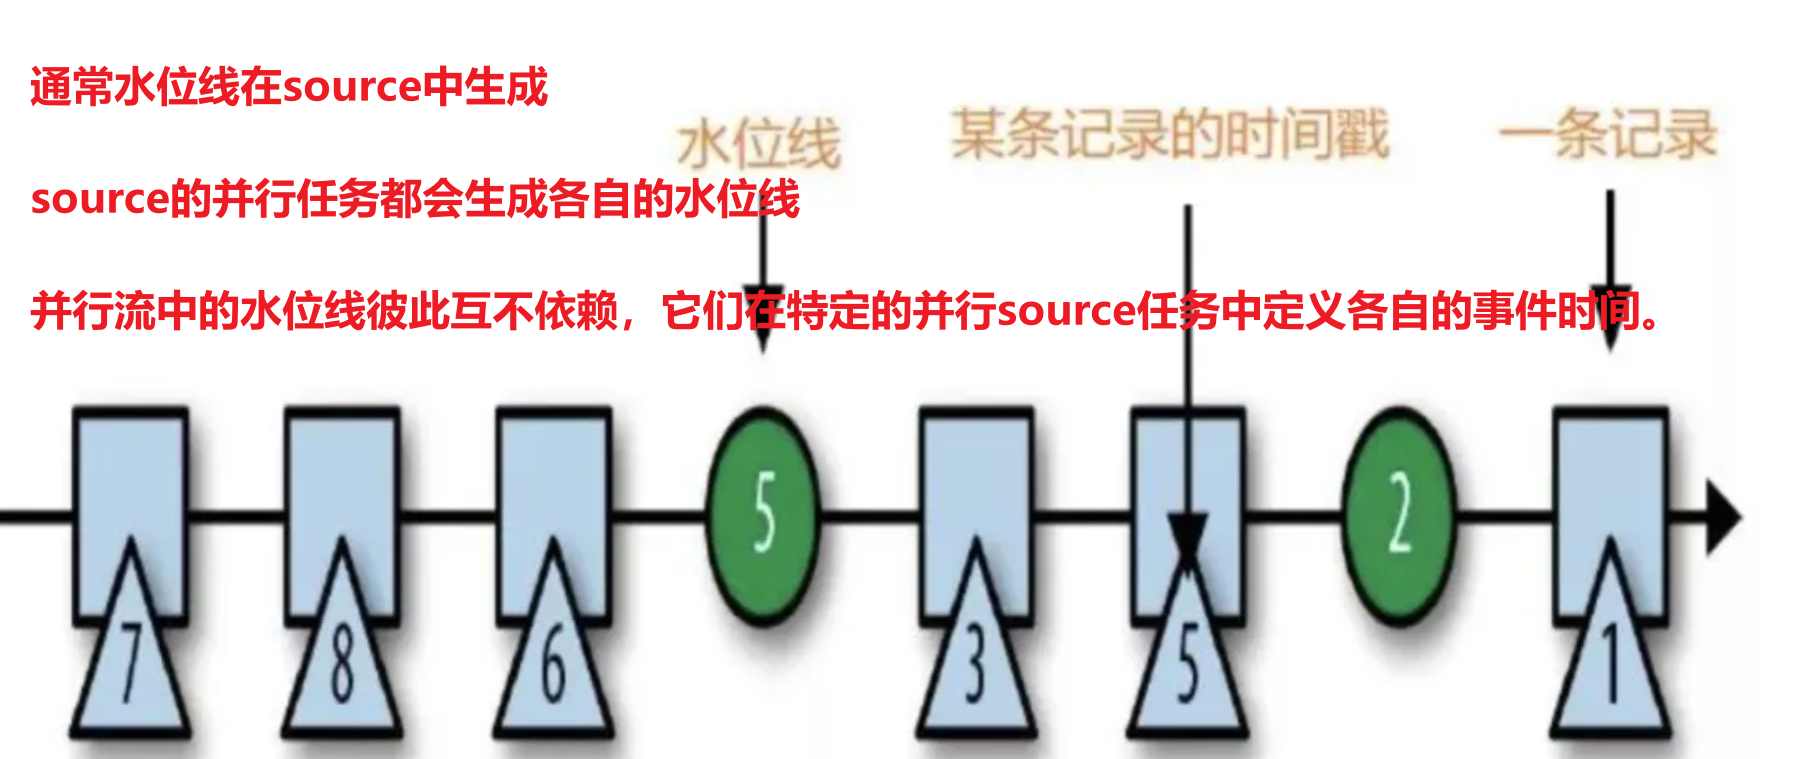 通常水位线在source中生成
水位线
某条记录的时间戳
一条记录
source的并行任务都会生成各自的水位线
并行流中的水位线彼此互不依赖，它们在特定的并行source任务中定义各自的事件时间。
5
2
7
8
6
3
5
1